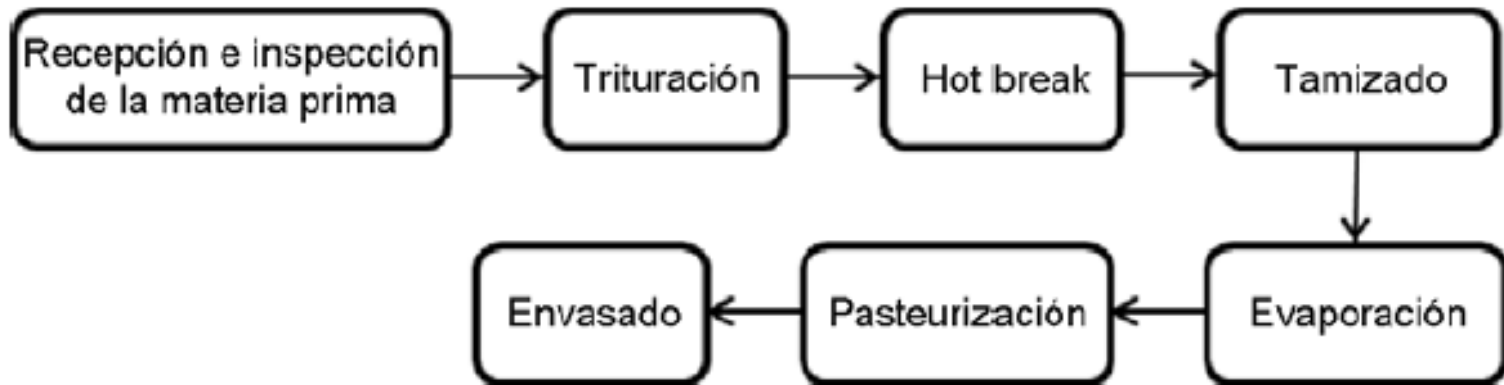 Recepción e inspección
de la materia prima
Trituración
Hot break
Tamizado
Evaporación
Pasteurización
Envasado